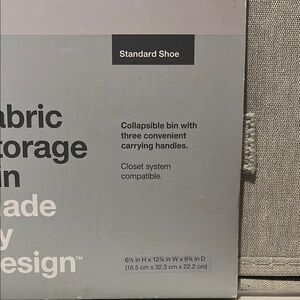 Standard Shoe
abric
torage
in
ade
y
esign™
Collapsible bin with
three convenient
carrying handles.
Closet system
compatible.
6½ in H x 12¾ in W x 8¾ in D
(16.5 cm x 32.3 cm x 22.2 cm)